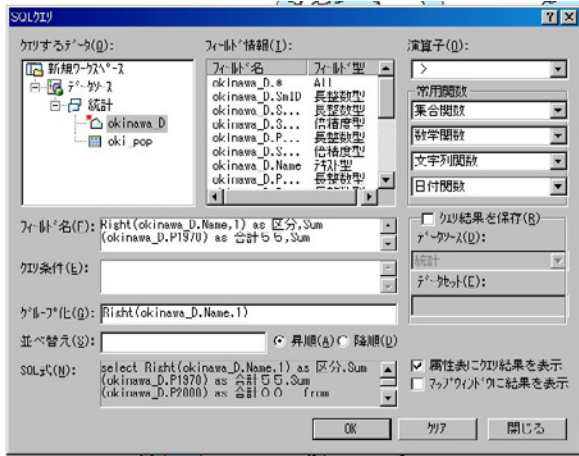 SQLｸｴﾘ
ｸｴﾘするﾃﾞｰﾀ(Q):
新規ﾜｰｸｽﾍﾟｰｽ
ﾃﾞｰﾀｿｰｽ
統計
okinawa_D
oki_pop
ﾌｨｰﾙﾄﾞ情報(I):
ﾌｨｰﾙﾄﾞ名 ﾌｨｰﾙﾄﾞ型
okinawa_D.* All
okinawa_D.SmID 長整数型
okinawa_D.S... 長整数型
okinawa_D.S... 倍精度型
okinawa_D.S... 長整数型
okinawa_D.S... 倍精度型
okinawa_D.Name ﾃｷｽﾄ型
okinawa_D.P... 長整数型
演算子(O):
>
常用関数
集合関数
数学関数
文字列関数
日付関数
ﾌｨｰﾙﾄﾞ名(F): Right(okinawa_D.Name,1) as 区分,Sum
(okinawa_D.P1970) as 合計５５,Sum
ｸｴﾘ条件(E):
ｸﾞﾙｰﾌﾟ化(G): Right(okinawa_D.Name,1)
並べ替え(S): 昇順(A) 降順(D)
SQL式(N): select Right(okinawa_D.Name,1) as 区分,Sum
(okinawa_D.P1970) as 合計５５,Sum
(okinawa_D.P2000) as 合計００ from
ｸｴﾘ結果を保存(R)
ﾃﾞｰﾀｿｰｽ(D):
統計
ﾃﾞｰﾀｾｯﾄ(E):
属性表にｸｴﾘ結果を表示
ﾏｯﾌﾟｳｨﾝﾄﾞｳに結果を表示
OK ｸﾘｱ 閉じる